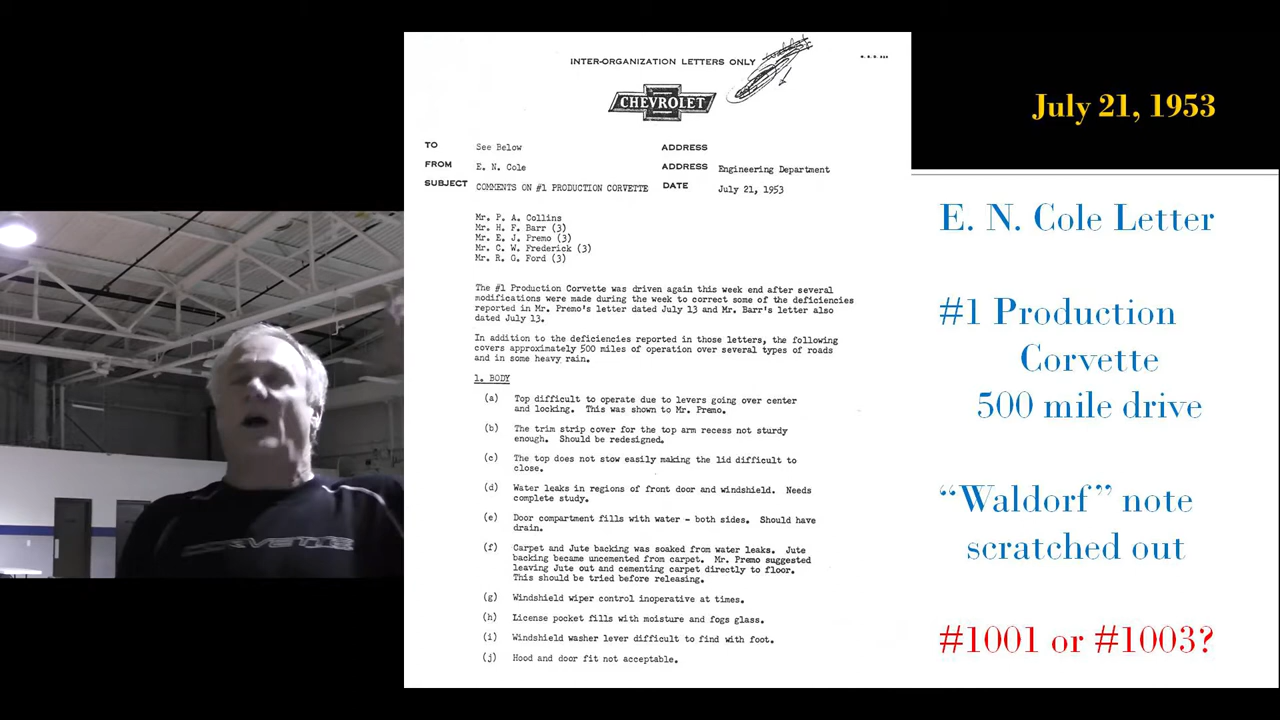 INTER-ORGANIZATION LETTERS ONLY
CHEVROLET
TO See Below ADDRESS
FROM E. N. Cole ADDRESS Engineering Department
SUBJECT COMMENTS ON #1 PRODUCTION CORVETTE DATE July 21, 1953
Mr. P. A. Collins
Mr. H. F. Barr (3)
Mr. E. J. Premo (3)
Mr. C. W. Frederick (3)
Mr. R. G. Ford (3)
The #1 Production Corvette was driven again this week end after several
modifications were made during the week to correct some of the deficiencies
reported in Mr. Premo's letter dated July 13 and Mr. Barr's letter also
dated July 13.
In addition to the deficiencies reported in those letters, the following
covers approximately 500 miles of operation over several types of roads
and in some heavy rain.
1. BODY
(a) Top difficult to operate due to levers going over center
and locking. This was shown to Mr. Premo.
(b) The trim strip cover for the top arm recess not sturdy
enough. Should be redesigned.
(c) The top does not stow easily making the lid difficult to
close.
(d) Water leaks in regions of front door and windshield. Needs
complete study.
(e) Door compartment fills with water - both sides. Should have
drain.
(f) Carpet and Jute backing was soaked from water leaks. Jute
backing became uncemented from carpet. Mr. Premo suggested
leaving Jute out and cementing carpet directly to floor.
This should be tried before releasing.
(g) Windshield wiper control inoperative at times.
(h) License pocket fills with moisture and fogs glass.
(i) Windshield washer lever difficult to find with foot.
(j) Hood and door fit not acceptable.
July 21, 1953
E. N. Cole Letter
#1 Production
Corvette
500 mile drive
“Waldorf” note
scratched out
#1001 or #1003?
CORVETTE